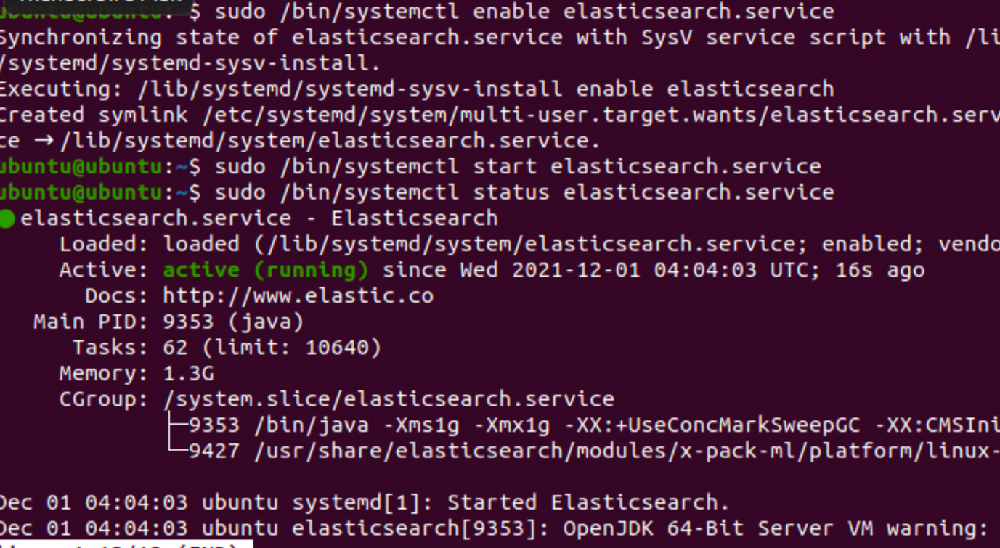 ubuntu@ubuntu: $ sudo /bin/systemctl enable elasticsearch.service
Synchronizing state of elasticsearch.service with SysV service script with /li
/systemd/systemd-sysv-install.
Executing: /lib/systemd/systemd-sysv-install enable elasticsearch
Created symlink /etc/systemd/system/multi-user.target.wants/elasticsearch.serv
ce → /lib/systemd/system/elasticsearch.service.
ubuntu@ubuntu:~$ sudo /bin/systemctl start elasticsearch.service
ubuntu@ubuntu:~$ sudo /bin/systemctl status elasticsearch.service
● elasticsearch.service - Elasticsearch
Loaded: loaded (/lib/systemd/system/elasticsearch.service; enabled; vendo
Active: active (running) since Wed 2021-12-01 04:04:03 UTC; 16s ago
Docs: http://www.elastic.co
Main PID: 9353 (java)
Tasks: 62 (limit: 10640)
Memory: 1.3G
CGroup: /system.slice/elasticsearch.service
├─9353 /bin/java -Xms1g -Xmx1g -XX:+UseConcMarkSweepGC -XX:CMSIni
└─9427 /usr/share/elasticsearch/modules/x-pack-ml/platform/linux-
Dec 01 04:04:03 ubuntu systemd[1]: Started Elasticsearch.
Dec 01 04:04:03 ubuntu elasticsearch[9353]: OpenJDK 64-Bit Server VM warning: